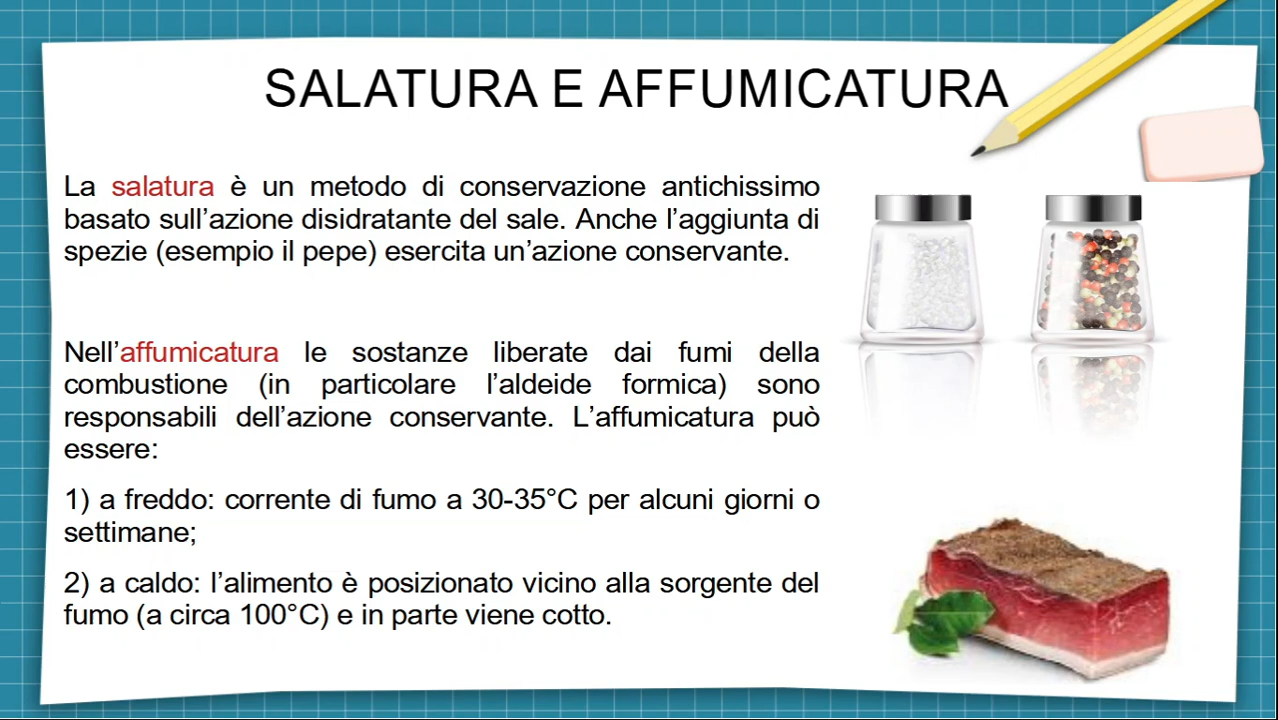 SALATURA E AFFUMICATURA
La salatura è un metodo di conservazione antichissimo
basato sull’azione disidratante del sale. Anche l’aggiunta di
spezie (esempio il pepe) esercita un’azione conservante.
Nell’affumicatura le sostanze liberate dai fumi della
combustione (in particolare l’aldeide formica) sono
responsabili dell’azione conservante. L’affumicatura può
essere:
1) a freddo: corrente di fumo a 30-35°C per alcuni giorni o
settimane;
2) a caldo: l’alimento è posizionato vicino alla sorgente del
fumo (a circa 100°C) e in parte viene cotto.